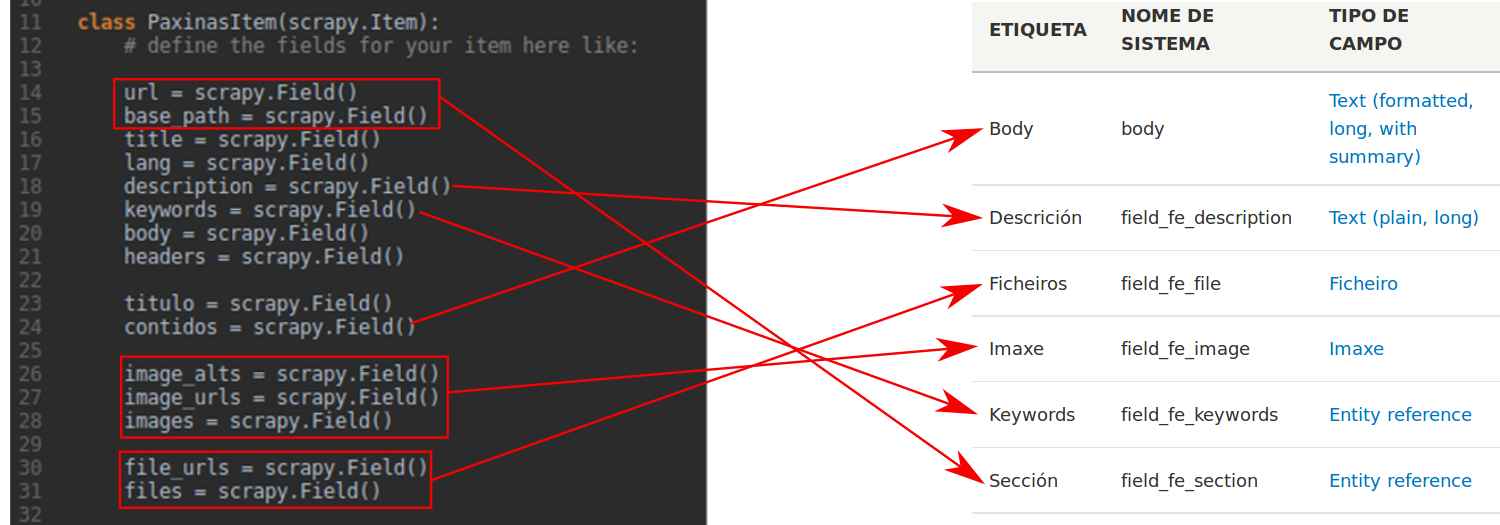 11 class PaxinasItem(scrapy.Item):
12 # define the fields for your item here like:
13
14 url = scrapy.Field()
15 base_path = scrapy.Field()
16 title = scrapy.Field()
17 lang = scrapy.Field()
18 description = scrapy.Field()
19 keywords = scrapy.Field()
20 body = scrapy.Field()
21 headers = scrapy.Field()
22
23 titulo = scrapy.Field()
24 contidos = scrapy.Field()
25
26 image_alts = scrapy.Field()
27 image_urls = scrapy.Field()
28 images = scrapy.Field()
29
30 file_urls = scrapy.Field()
31 files = scrapy.Field()
32
ETIQUETA
NOME DE
SISTEMA
TIPO DE
CAMPO
Body body
Text (formatted,
long, with
summary)
Descrición field_fe_description Text (plain, long)
Ficheiros field_fe_file Ficheiro
Imaxe field_fe_image Imaxe
Keywords field_fe_keywords Entity reference
Sección field_fe_section Entity reference